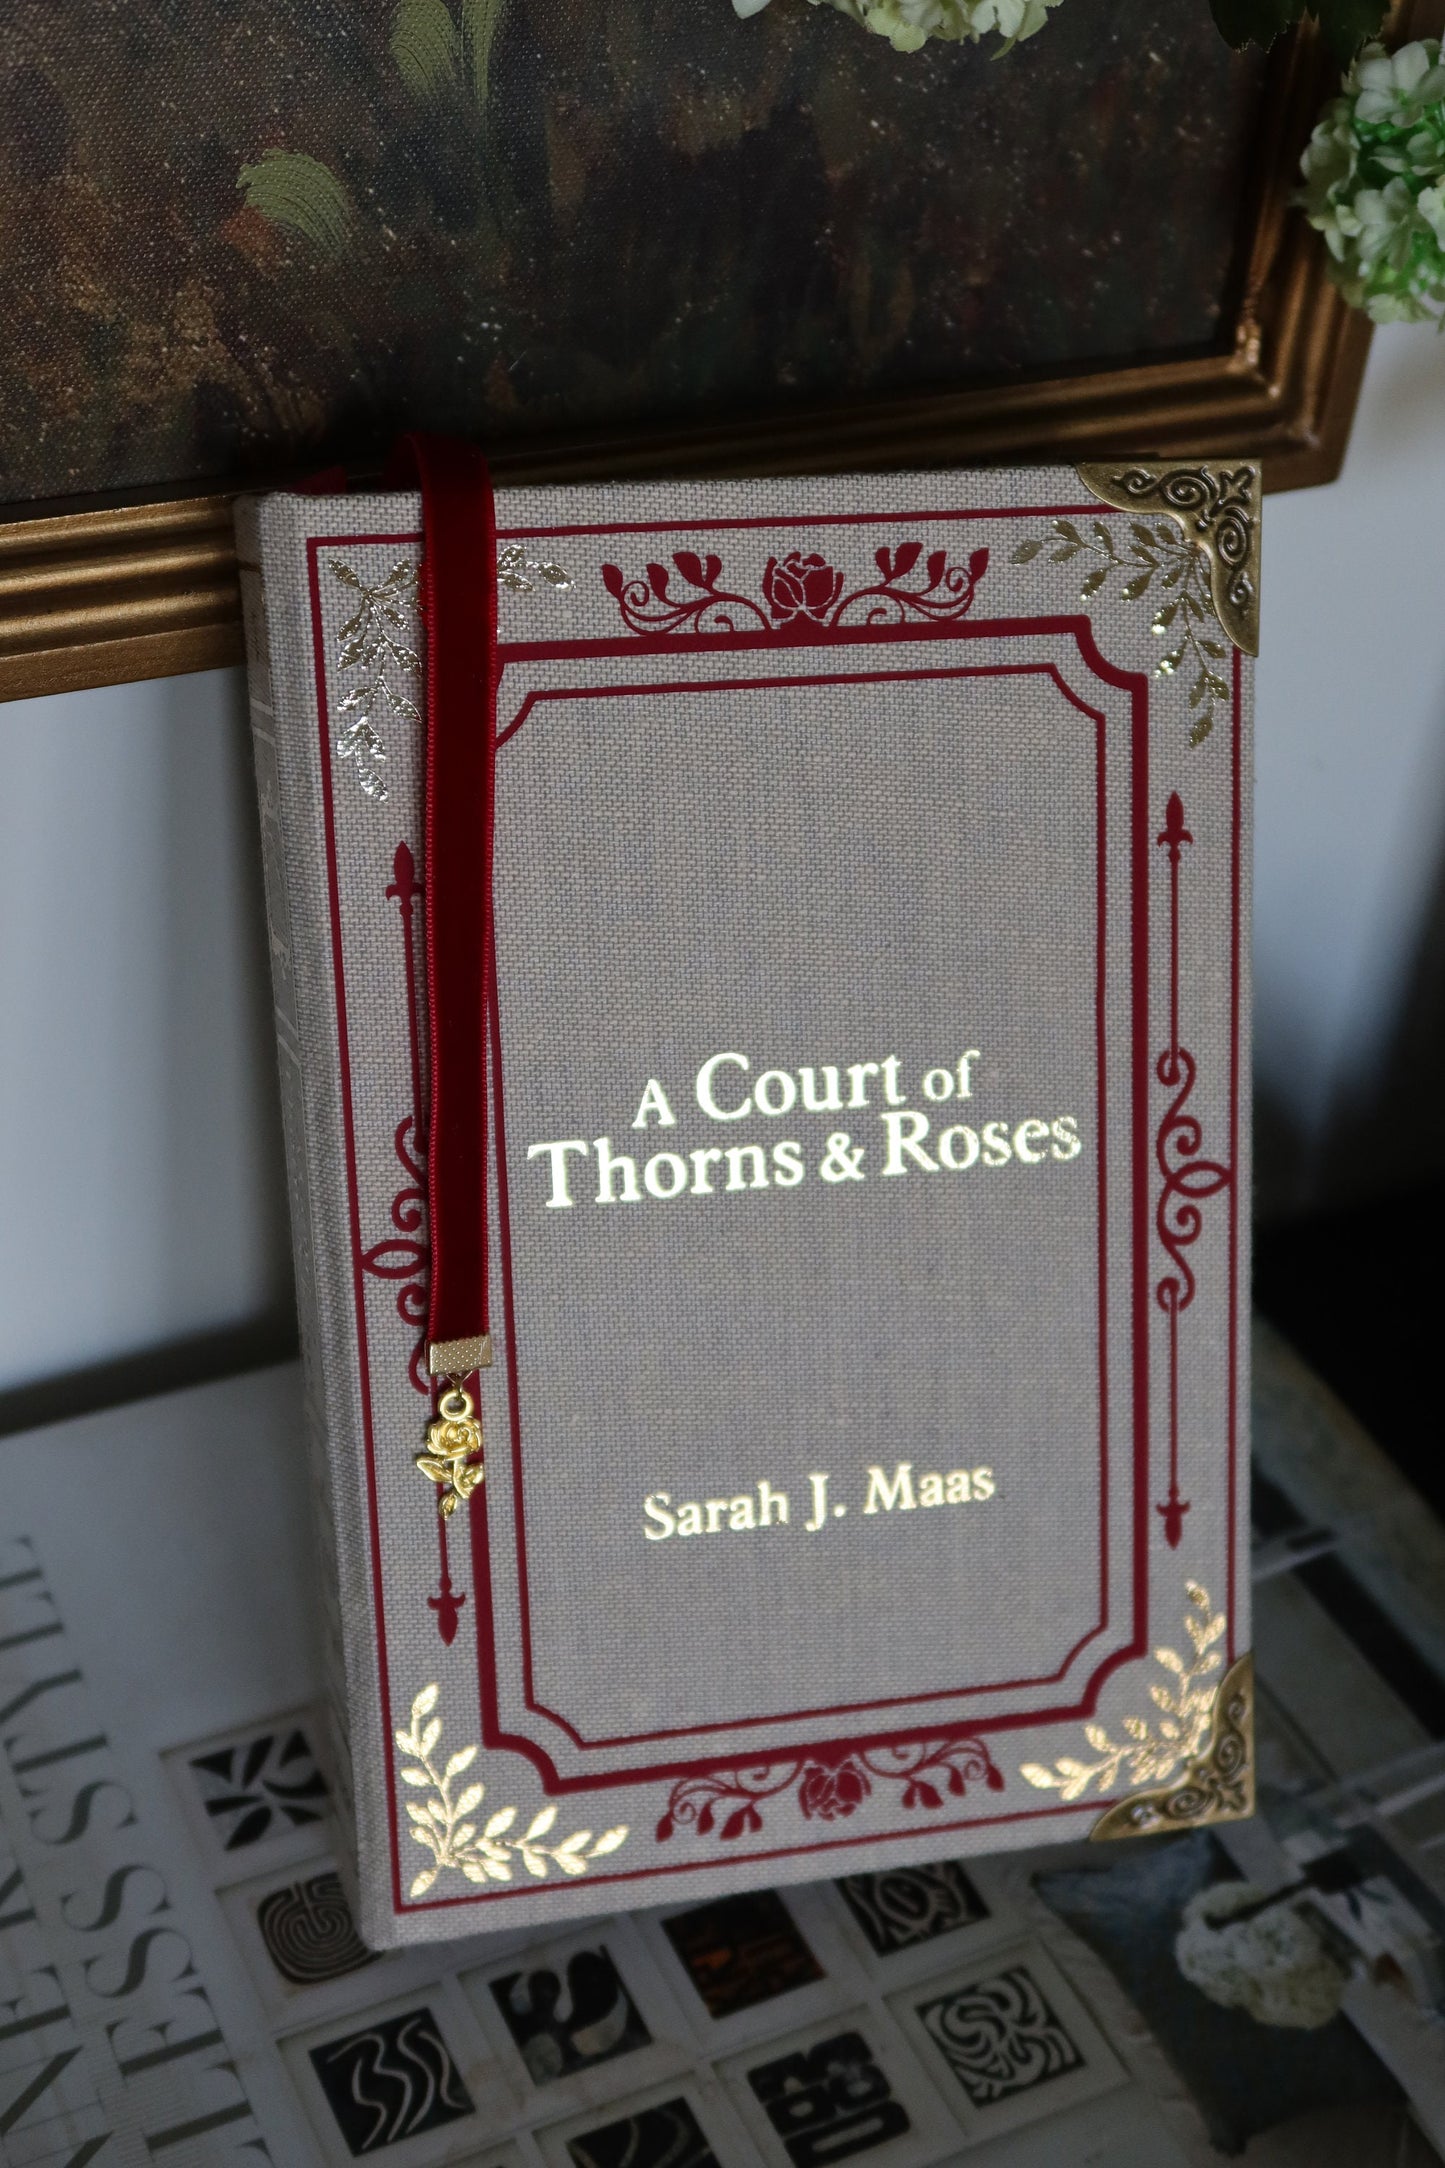 A Court of
Thorns & Roses
Sarah J. Maas